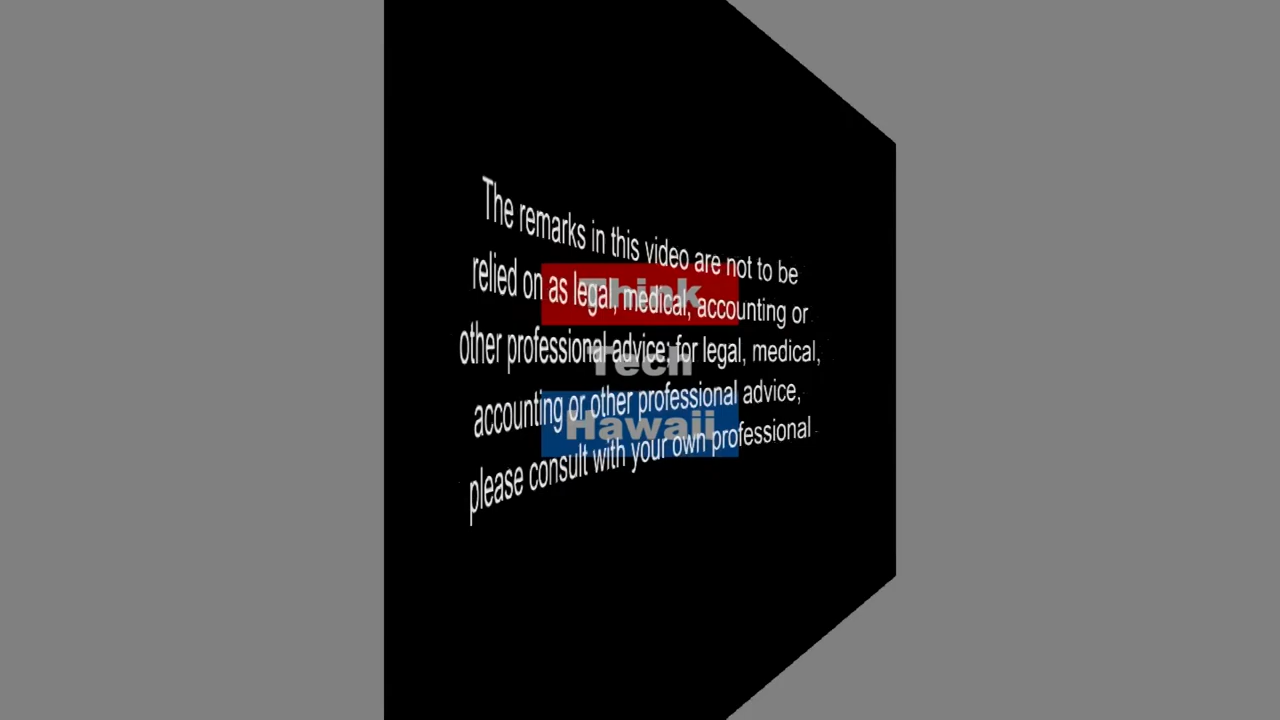 The remarks in this video are not to be
relied on as legal, medical, accounting or
other professional advice; for legal, medical,
accounting or other professional advice,
please consult with your own professional
Think
Tech
Hawaii